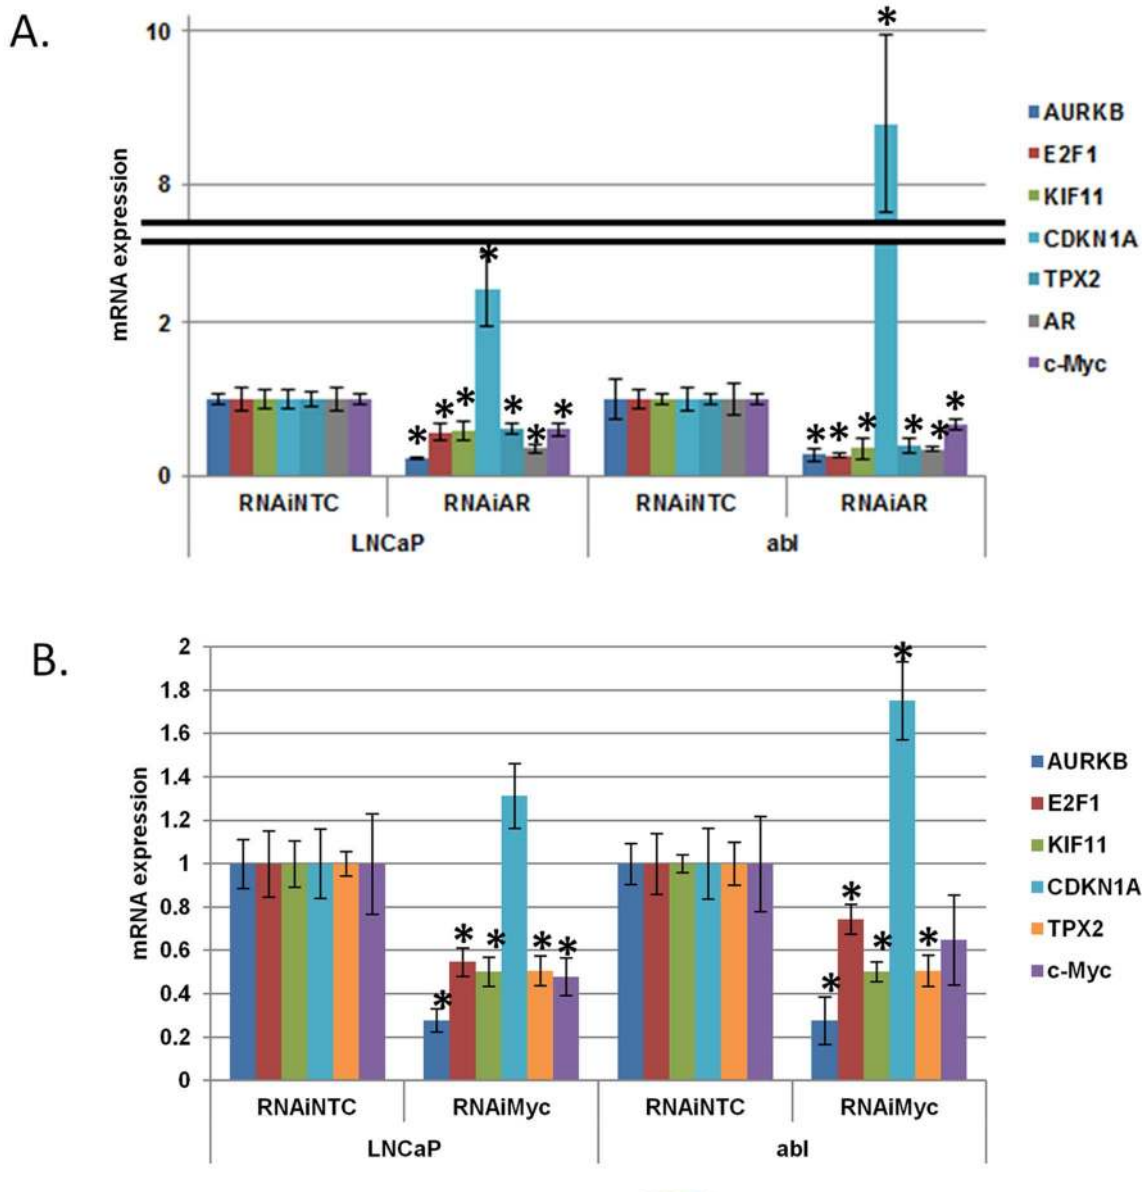 A.
mRNA expression
10
8
2
0
*
*
*
*
*
*
*
*
*
*
*
*
*
*
RNAiNTC RNAiAR RNAiNTC RNAiAR
LNCaP abl
AURKB
E2F1
KIF11
CDKN1A
TPX2
AR
c-Myc
B.
mRNA expression
2
1.8
1.6
1.4
1.2
1
0.8
0.6
0.4
0.2
0
*
*
*
*
*
*
*
*
*
*
RNAiNTC RNAiMyc RNAiNTC RNAiMyc
LNCaP abl
AURKB
E2F1
KIF11
CDKN1A
TPX2
c-Myc